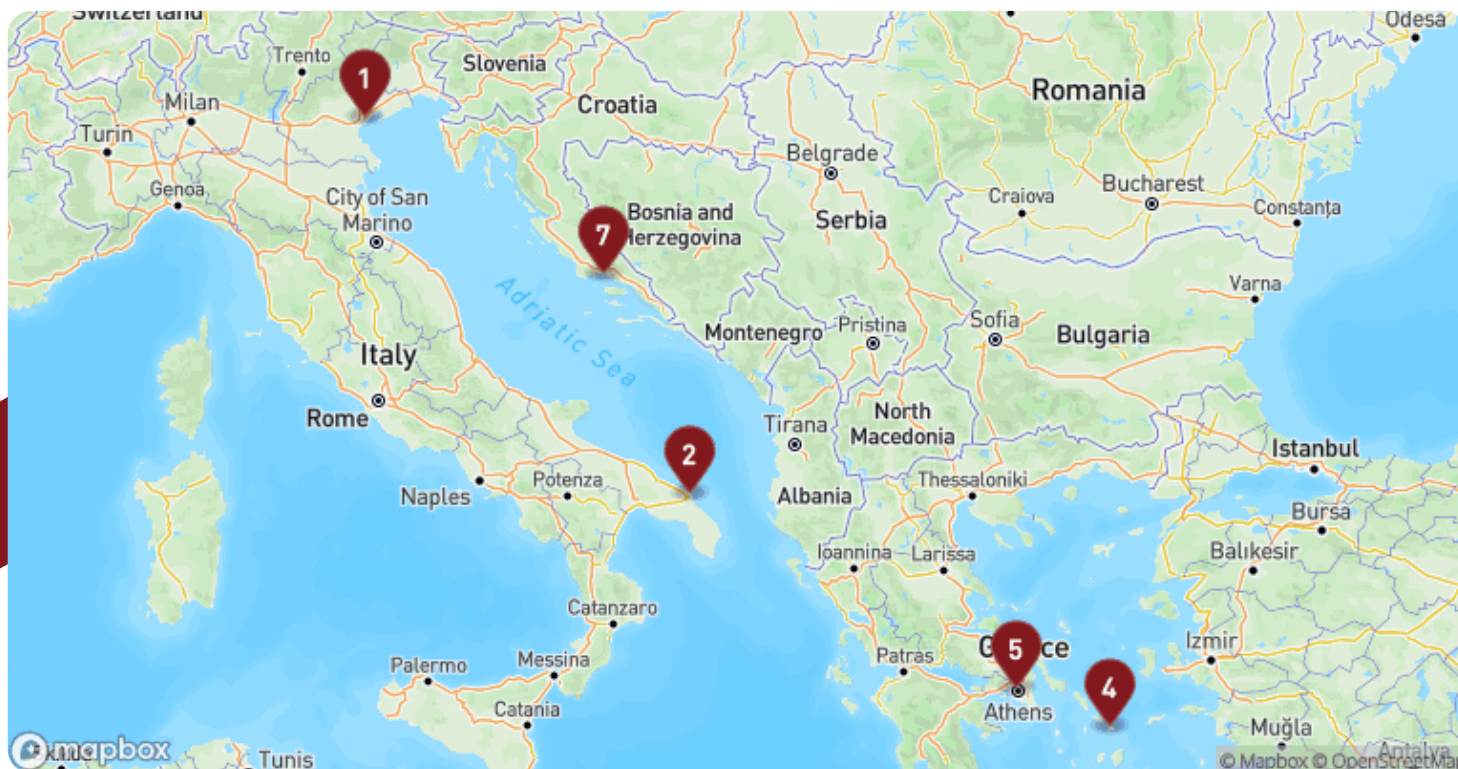 Switzerland
Odesa
Trento
1
Slovenia
Milan
Croatia
Romania
Turin
Belgrade
Genoa
City of San
Marino
Bosnia and
Herzegovina
7
Serbia
Craiova
Bucharest
Constanța
Adriatic Sea
Varna
Montenegro
Pristina
Sofia
Bulgaria
Italy
Rome
Tirana
North
Macedonia
2
Istanbul
Naples
Potenza
Albania
Thessaloniki
Bursa
Ioannina
Larissa
Balıkesir
Catanzaro
Izmir
Palermo
Messina
Patras
Greece
5
4
Catania
Athens
Muğla
mapbox
Tunis
Antalya
© Mapbox © OpenStreetMap